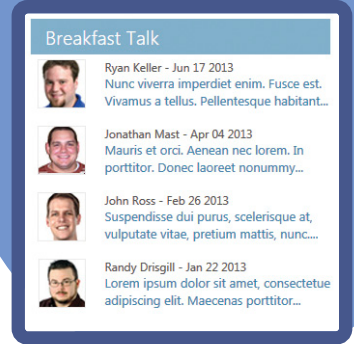 Breakfast Talk
Ryan Keller - Jun 17 2013
Nunc viverra imperdiet enim. Fusce est.
Vivamus a tellus. Pellentesque habitant...
Jonathan Mast - Apr 04 2013
Mauris et orci. Aenean nec lorem. In
porttitor. Donec laoreet nonummy...
John Ross - Feb 26 2013
Suspendisse dui purus, scelerisque at,
vulputate vitae, pretium mattis, nunc....
Randy Drisgill - Jan 22 2013
Lorem ipsum dolor sit amet, consectetue
adipiscing elit. Maecenas porttitor...